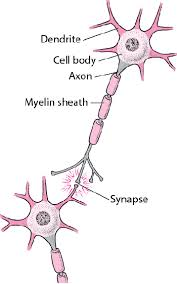 Dendrite
Cell body
Axon
Myelin sheath
Synapse